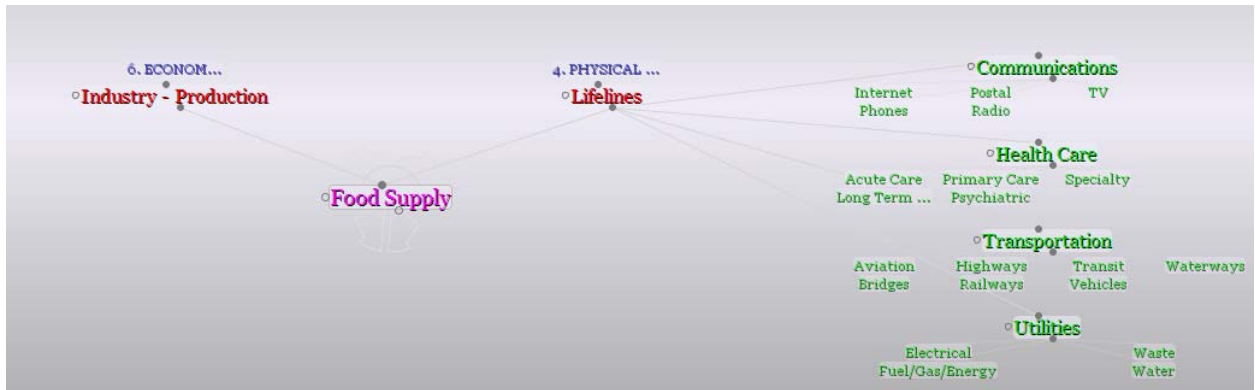 6. ECONOM...
4. PHYSICAL ...
Industry - Production
Lifelines
Food Supply
Communications
Internet Postal TV
Phones Radio
Health Care
Acute Care Primary Care Specialty
Long Term ... Psychiatric
Transportation
Aviation Highways Transit Waterways
Bridges Railways Vehicles
Utilities
Electrical Waste
Fuel/Gas/Energy Water